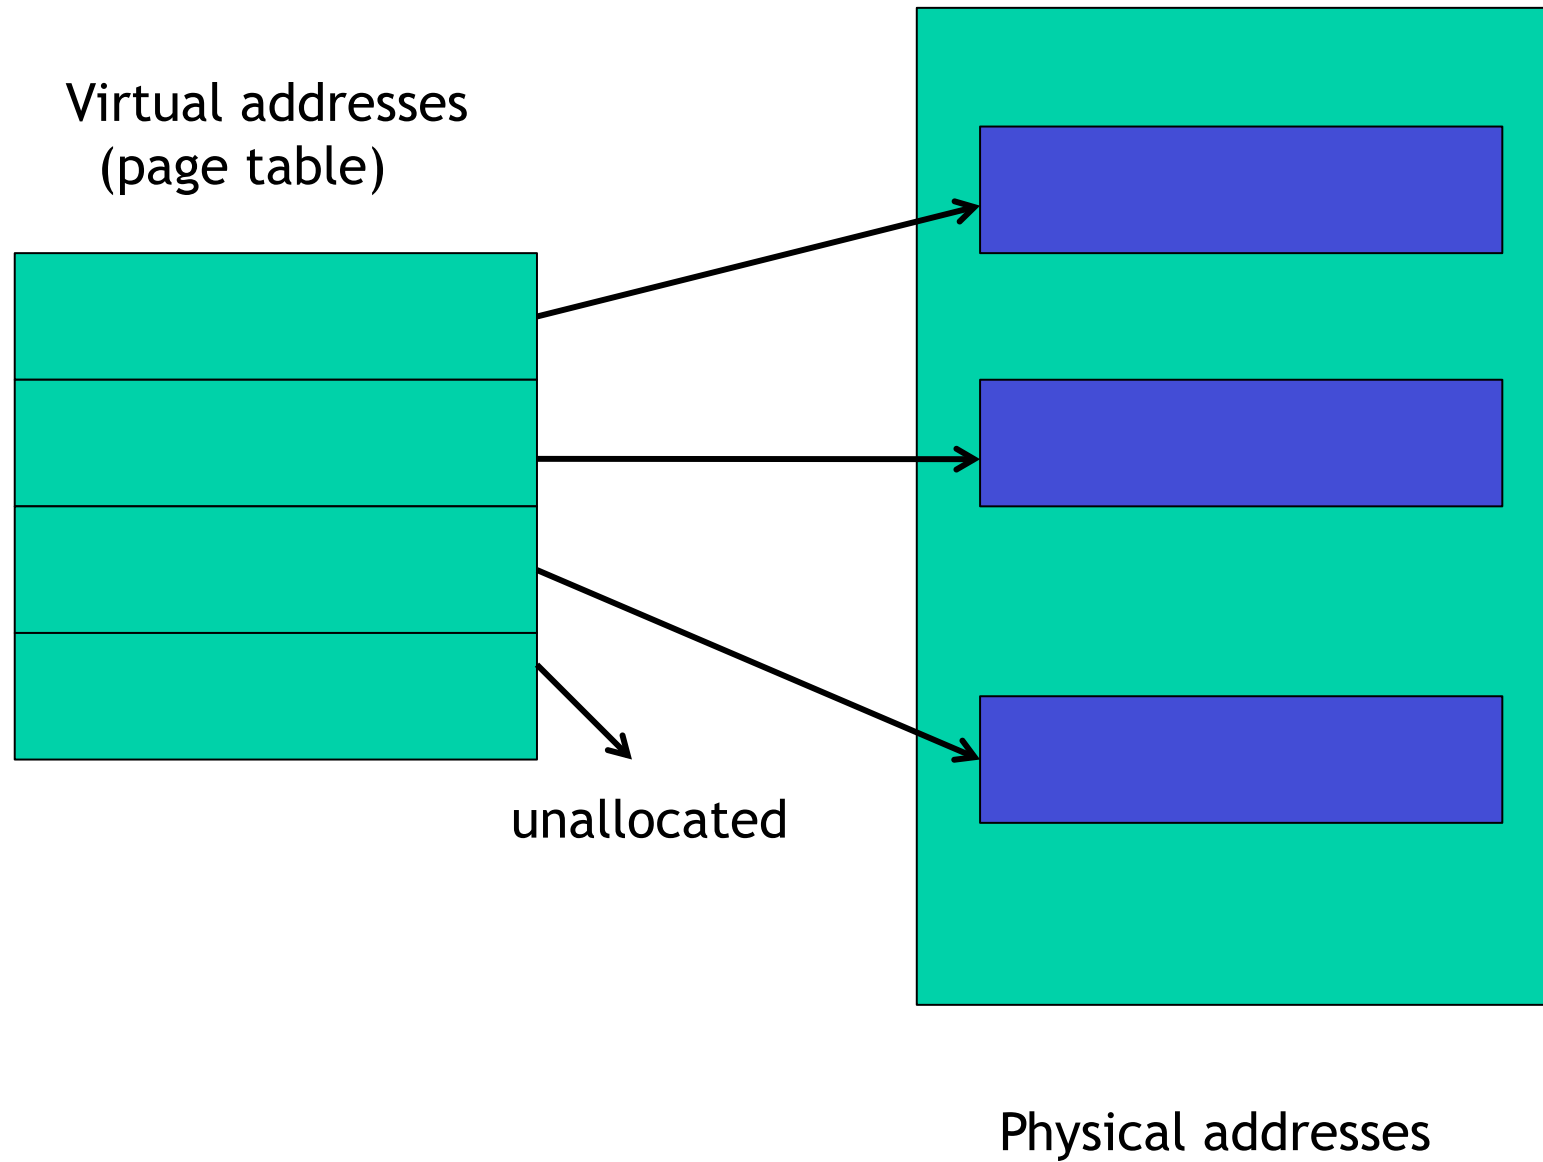 Virtual addresses
(page table)
unallocated
Physical addresses